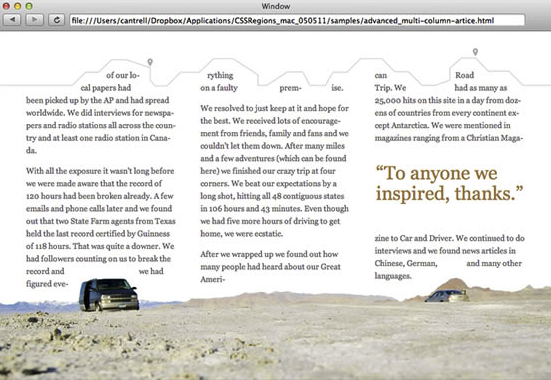 Window
file:///Users/cantrell/Dropbox/Applications/CSSRegions_mac_050511/samples/advanced_multi-column-artice.html
of our lo-
cal papers had
been picked up by the AP and had spread
worldwide. We did interviews for newspa-
pers and radio stations all across the coun-
try and at least one radio station in Cana-
da.
With all the exposure it wasn't long before
we were made aware that the record of
120 hours had been broken already. A few
emails and phone calls later and we found
out that two State Farm agents from Texas
held the last record certified by Guinness
of 118 hours. That was quite a downer. We
had followers counting on us to break the
record and we had
figured eve-
rything
on a faulty prem- ise.
We resolved to just keep at it and hope for
the best. We received lots of encourage-
ment from friends, family and fans and we
couldn't let them down. After many miles
and a few adventures (which can be found
here) we finished our crazy trip at four
corners. We beat our expectations by a
long shot, hitting all 48 contiguous states
in 106 hours and 43 minutes. Even though
we had five more hours of driving to get
home, we were ecstatic.
After we wrapped up we found out how
many people had heard about our Great
Ameri-
can Road
Trip. We had as many as
25,000 hits on this site in a day from doz-
ens of countries from every continent ex-
cept Antarctica. We were mentioned in
magazines ranging from a Christian Maga-
“To anyone we
inspired, thanks.”
zine to Car and Driver. We continued to do
interviews and we found news articles in
Chinese, German, and many other
languages.